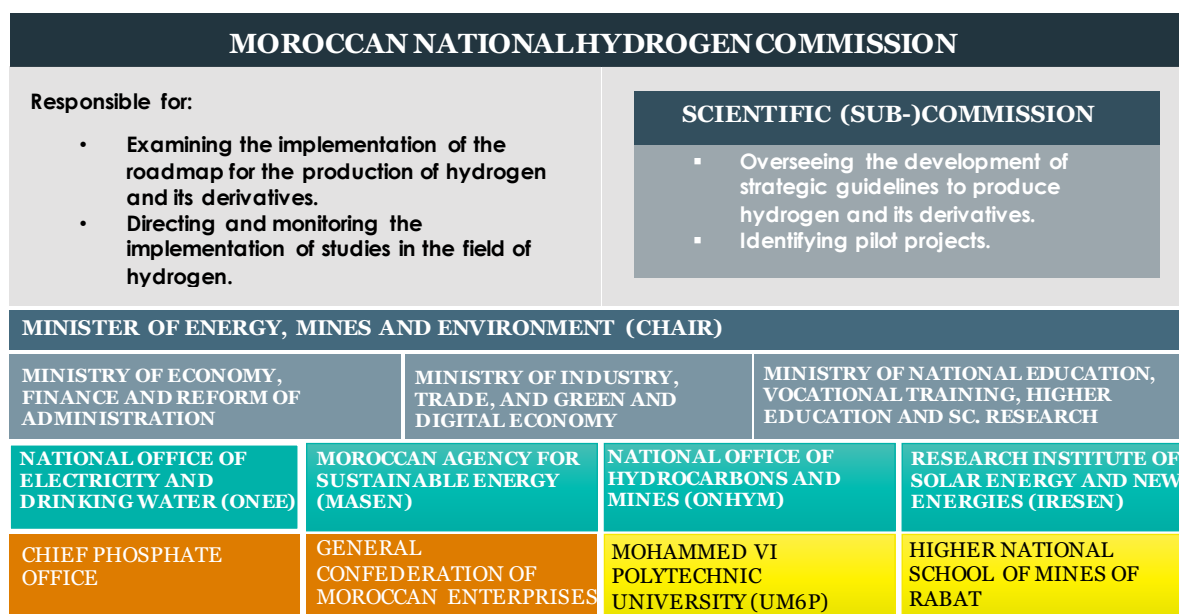 MOROCCAN NATIONAL HYDROGEN COMMISSION
Responsible for:
• Examining the implementation of the
roadmap for the production of hydrogen
and its derivatives.
• Directing and monitoring the
implementation of studies in the field of
hydrogen.
SCIENTIFIC (SUB-)COMMISSION
▪ Overseeing the development of
strategic guidelines to produce
hydrogen and its derivatives.
▪ Identifying pilot projects.
MINISTER OF ENERGY, MINES AND ENVIRONMENT (CHAIR)
MINISTRY OF ECONOMY,
FINANCE AND REFORM OF
ADMINISTRATION
MINISTRY OF INDUSTRY,
TRADE, AND GREEN AND
DIGITAL ECONOMY
MINISTRY OF NATIONAL EDUCATION,
VOCATIONAL TRAINING, HIGHER
EDUCATION AND SC. RESEARCH
NATIONAL OFFICE OF
ELECTRICITY AND
DRINKING WATER (ONEE)
MOROCCAN AGENCY FOR
SUSTAINABLE ENERGY
(MASEN)
NATIONAL OFFICE OF
HYDROCARBONS AND
MINES (ONHYM)
RESEARCH INSTITUTE OF
SOLAR ENERGY AND NEW
ENERGIES (IRESEN)
CHIEF PHOSPHATE
OFFICE
GENERAL
CONFEDERATION OF
MOROCCAN ENTERPRISES
MOHAMMED VI
POLYTECHNIC
UNIVERSITY (UM6P)
HIGHER NATIONAL
SCHOOL OF MINES OF
RABAT